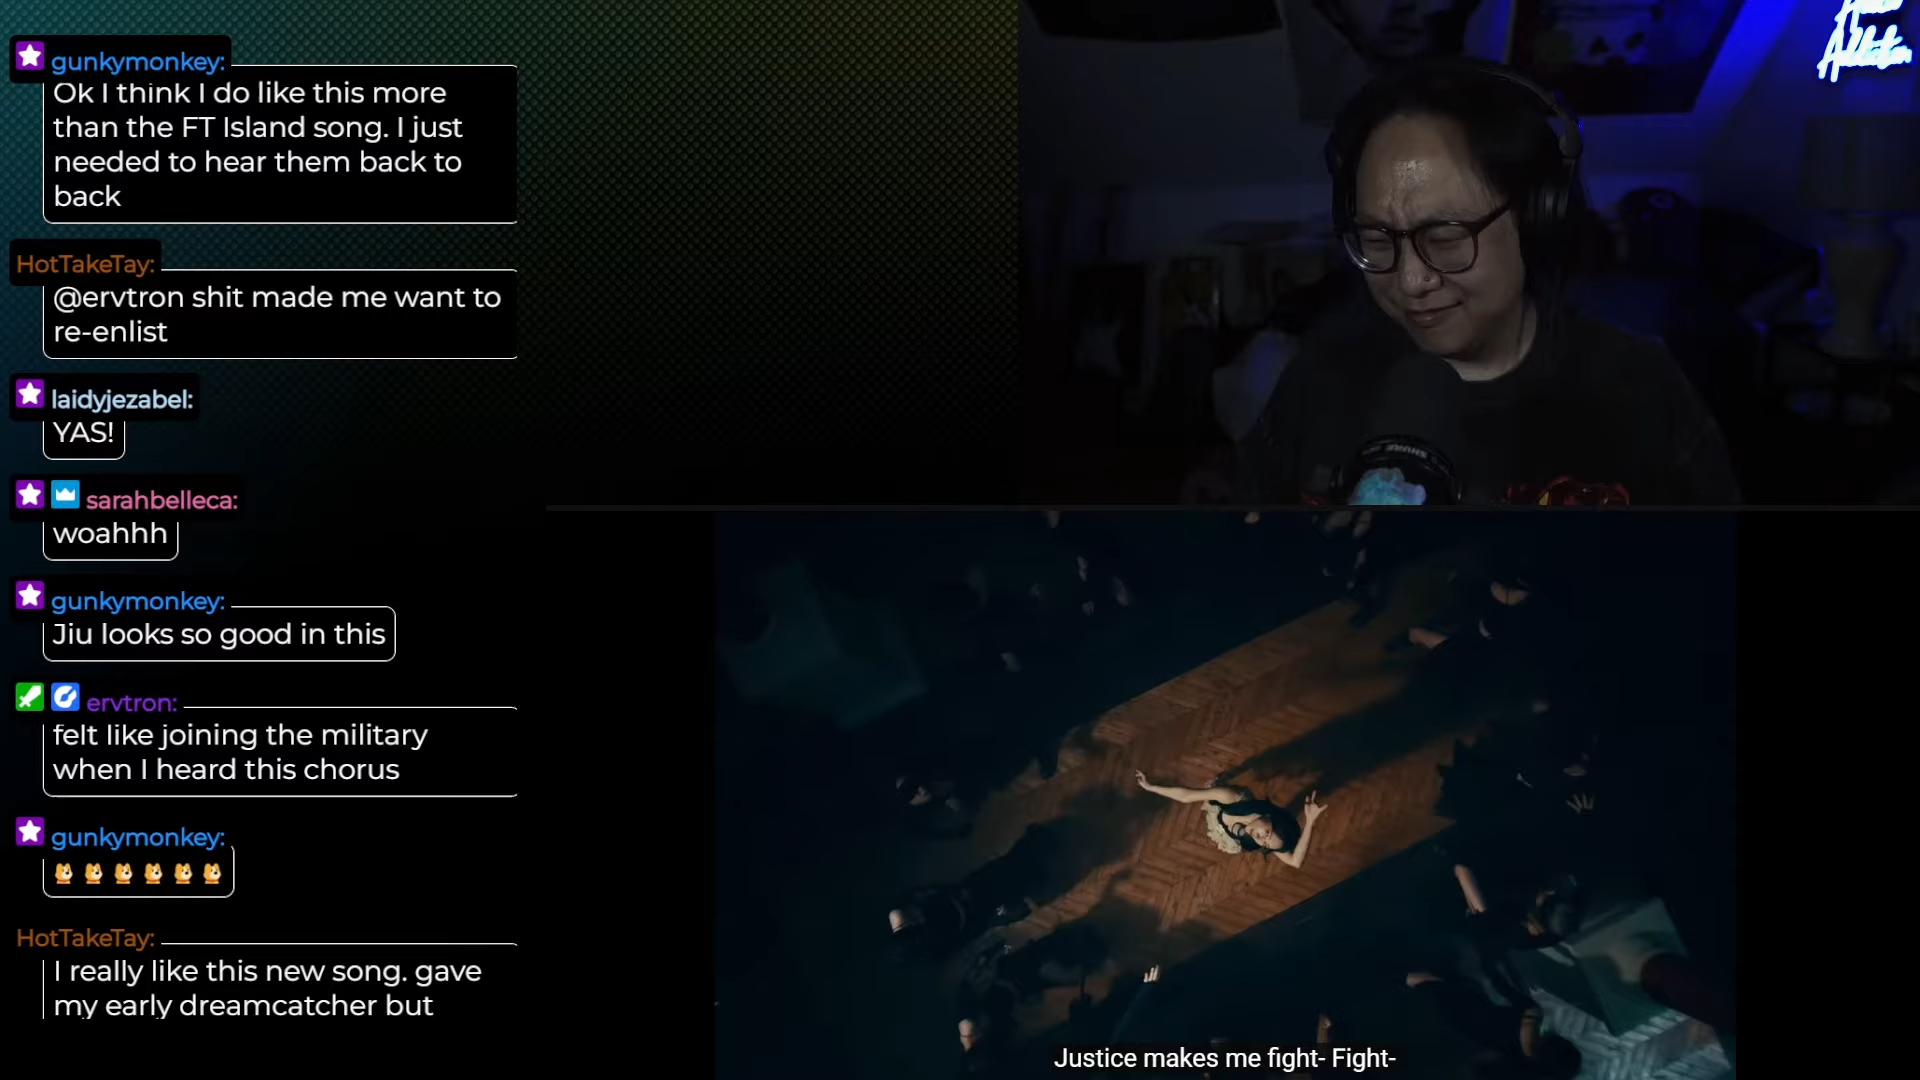 gunkymonkey:
Ok I think I do like this more
than the FT Island song. I just
needed to hear them back to
back
HotTakeTay:
@ervtron shit made me want to
re-enlist
laidyjezabel:
YAS!
sarahbelleca:
woahhh
gunkymonkey:
Jiu looks so good in this
ervtron:
felt like joining the military
when I heard this chorus
gunkymonkey:
HotTakeTay:
I really like this new song. gave
my early dreamcatcher but
SHURE
Justice makes me fight- Fight-